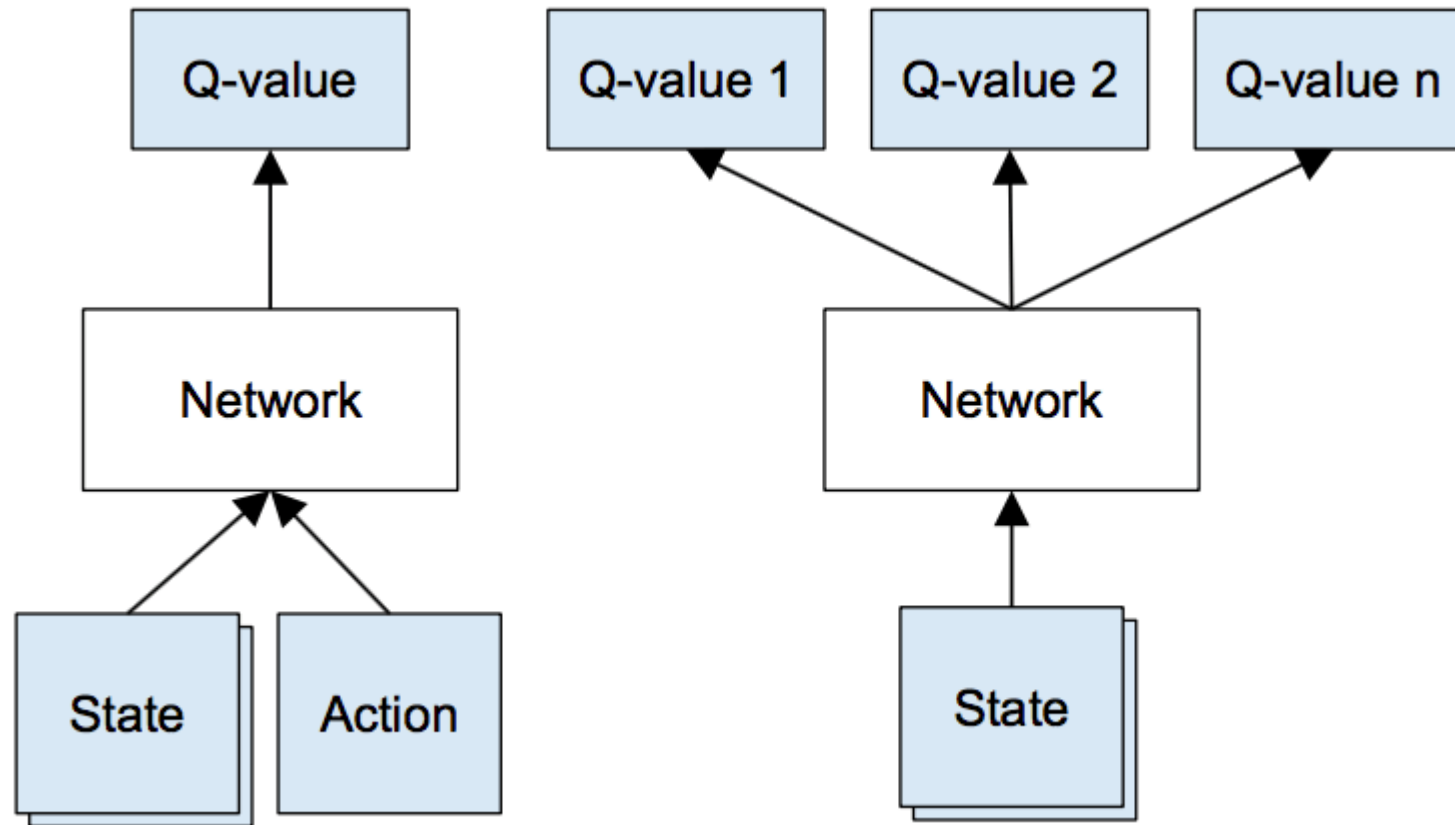 Q-value
Q-value 1
Q-value 2
Q-value n
Network
Network
State
Action
State